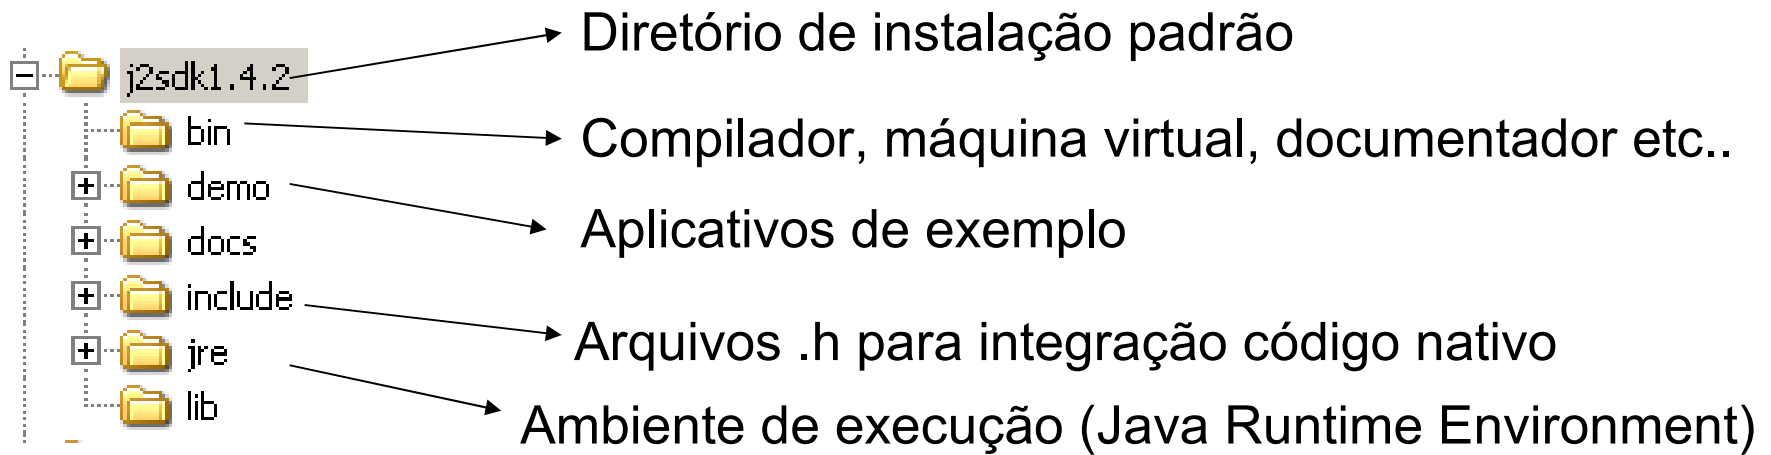 j2sdk1.4.2 Diretório de instalação padrão
bin Compilador, máquina virtual, documentador etc..
demo Aplicativos de exemplo
docs
include Arquivos .h para integração código nativo
jre Ambiente de execução (Java Runtime Environment)
lib